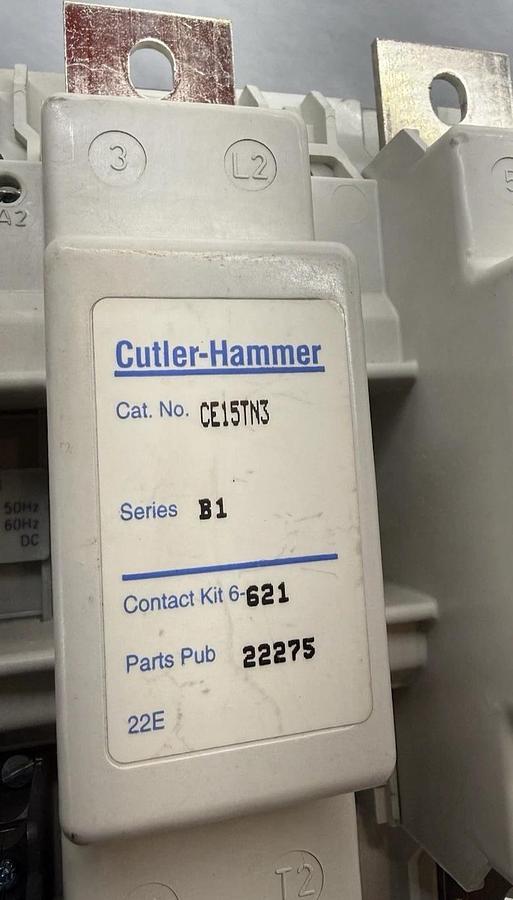 3 L2
5
A2
Cutler-Hammer
Cat. No. CE15TN3
Series B1
50Hz
60Hz
DC
Contact Kit 6-621
Parts Pub 22275
22E
T2